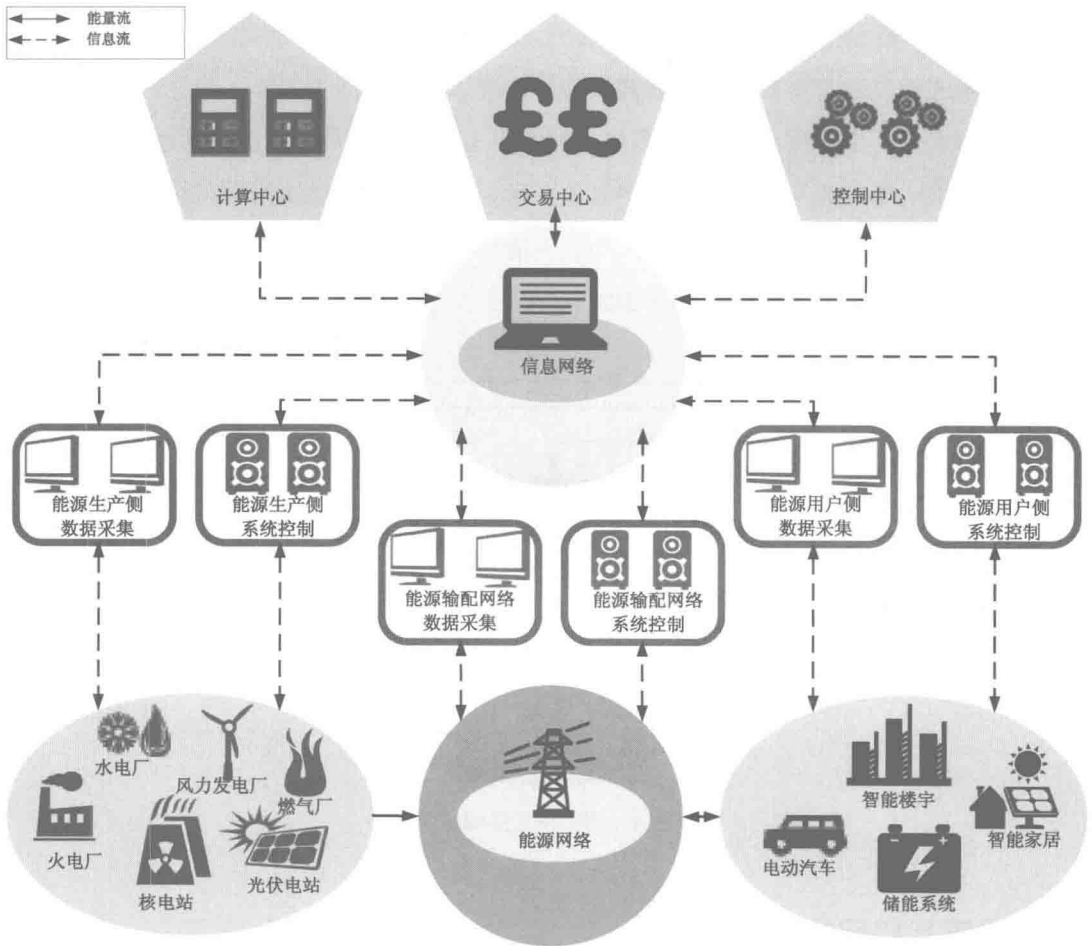 能量流
信息流
££
££
计算中心
交易中心
控制中心
信息网络
能源生产侧
数据采集
能源生产侧
系统控制
能源用户侧
数据采集
能源用户侧
系统控制
能源输配网络
数据采集
能源输配网络
系统控制
水电厂
风力发电厂
燃气厂
火电厂
核电站
光伏电站
能源网络
智能楼宇
智能家居
电动汽车
储能系统